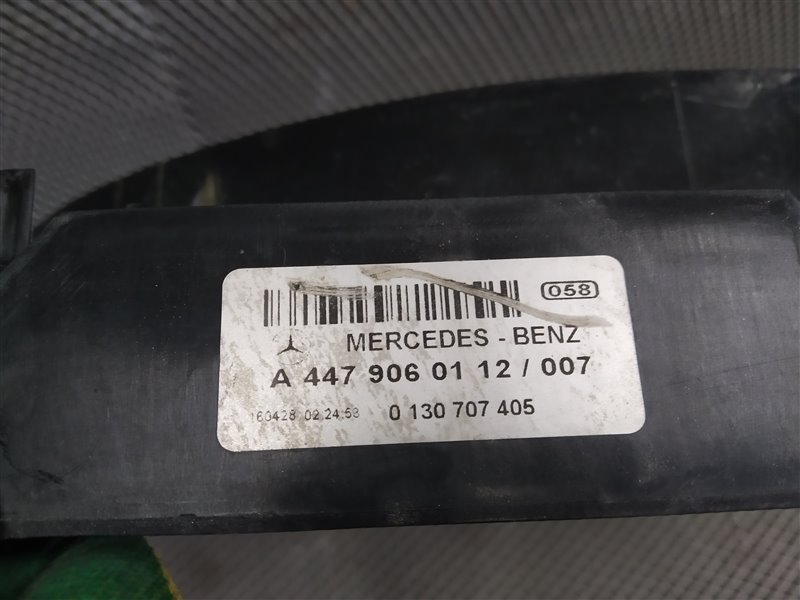 058
MERCEDES - BENZ
A 447 906 01 12 / 007
160428 02:24:53 0 130 707 405